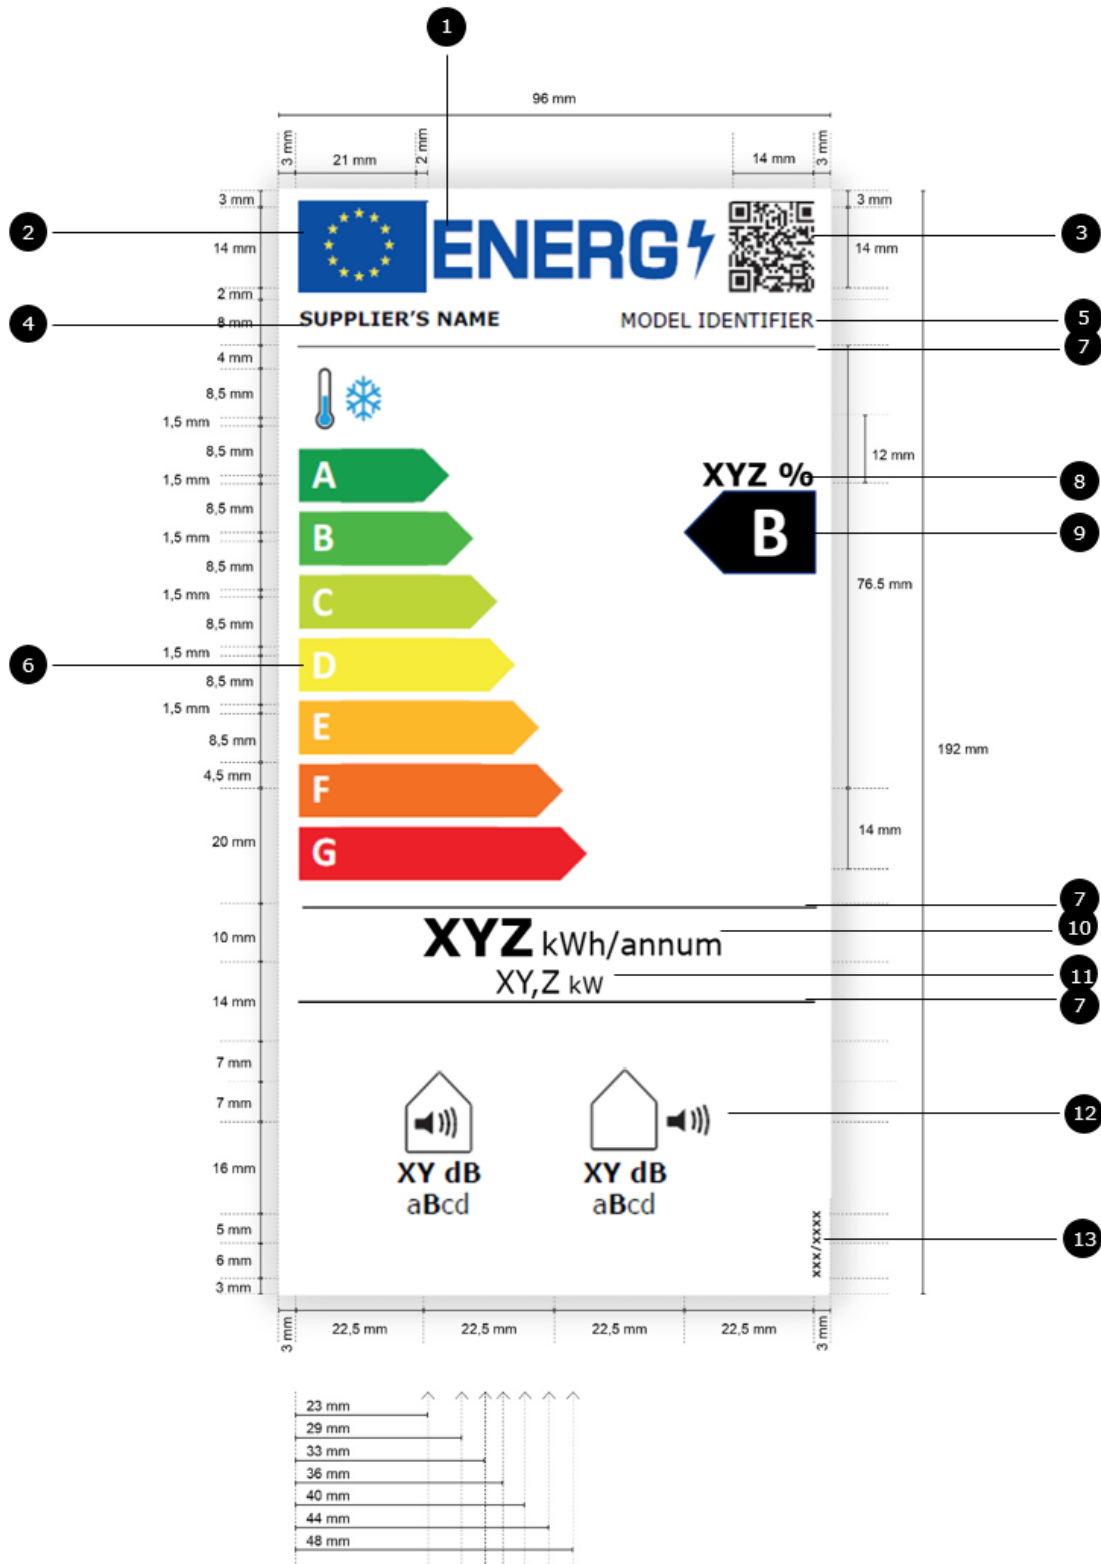 1
96 mm
3 mm
21 mm
2 mm
14 mm
3 mm
3 mm
14 mm
2 mm
8 mm
4 mm
8,5 mm
1,5 mm
8,5 mm
1,5 mm
8,5 mm
1,5 mm
8,5 mm
1,5 mm
8,5 mm
1,5 mm
8,5 mm
1,5 mm
8,5 mm
4,5 mm
20 mm
10 mm
14 mm
7 mm
7 mm
16 mm
5 mm
6 mm
3 mm
2
4
6
ENERG
SUPPLIER'S NAME
MODEL IDENTIFIER
A
B
C
D
E
F
G
XYZ %
B
XYZ kWh/annum
XY,Z kW
XY dB
aBcd
XY dB
aBcd
xxx/xxxx
3 mm
14 mm
12 mm
76.5 mm
14 mm
192 mm
3
5
7
8
9
7
10
11
7
12
13
3 mm
22,5 mm
22,5 mm
22,5 mm
22,5 mm
3 mm
23 mm
29 mm
33 mm
36 mm
40 mm
44 mm
48 mm